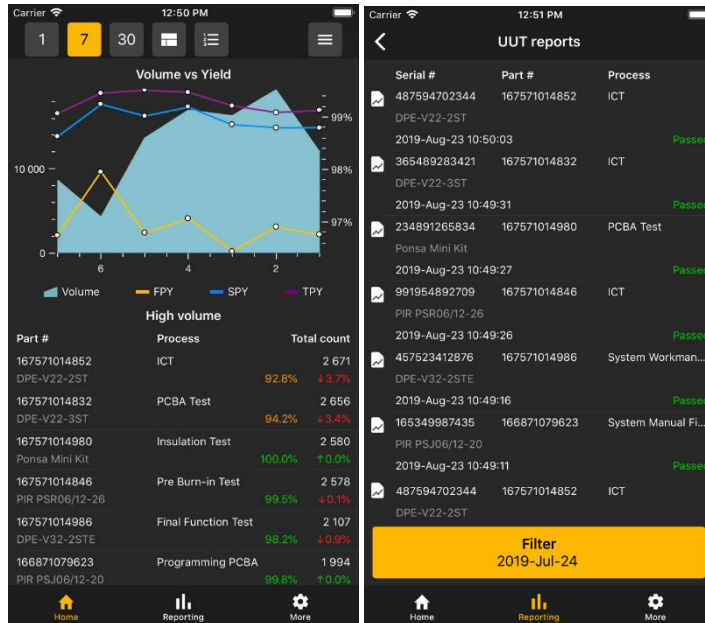 Carrier 12:50 PM
1 7 30
Volume vs Yield
99%
10 000 98%
97%
0
6 4 2
Volume FPY SPY TPY
High volume
Part # Process Total count
167571014852 ICT 2 671
DPE-V22-2ST 92.8% ↓3.7%
167571014832 PCBA Test 2 656
DPE-V22-3ST 94.2% ↓3.4%
167571014980 Insulation Test 2 580
Ponsa Mini Kit 100.0% ↑0.0%
167571014846 Pre Burn-in Test 2 578
PIR PSR06/12-26 99.5% ↓0.1%
167571014986 Final Function Test 2 107
DPE-V32-2STE 98.2% ↓0.9%
166871079623 Programming PCBA 1 994
PIR PSJ06/12-20 99.8% ↑0.0%
Home Reporting More
Carrier 12:51 PM
UUT reports
Serial # Part # Process
487594702344 167571014852 ICT
DPE-V22-2ST
2019-Aug-23 10:50:03 Passe
365489283421 167571014832 ICT
DPE-V22-3ST
2019-Aug-23 10:49:31 Passe
234891265834 167571014980 PCBA Test
Ponsa Mini Kit
2019-Aug-23 10:49:27 Passe
991954892709 167571014846 ICT
PIR PSR06/12-26
2019-Aug-23 10:49:26 Passe
457523412876 167571014986 System Workman...
DPE-V32-2STE
2019-Aug-23 10:49:16 Passe
165349987435 166871079623 System Manual Fi...
PIR PSJ06/12-20
2019-Aug-23 10:49:11 Passe
487594702344 167571014852 ICT
DPE-V22-2ST
Filter
2019-Jul-24
Home Reporting More